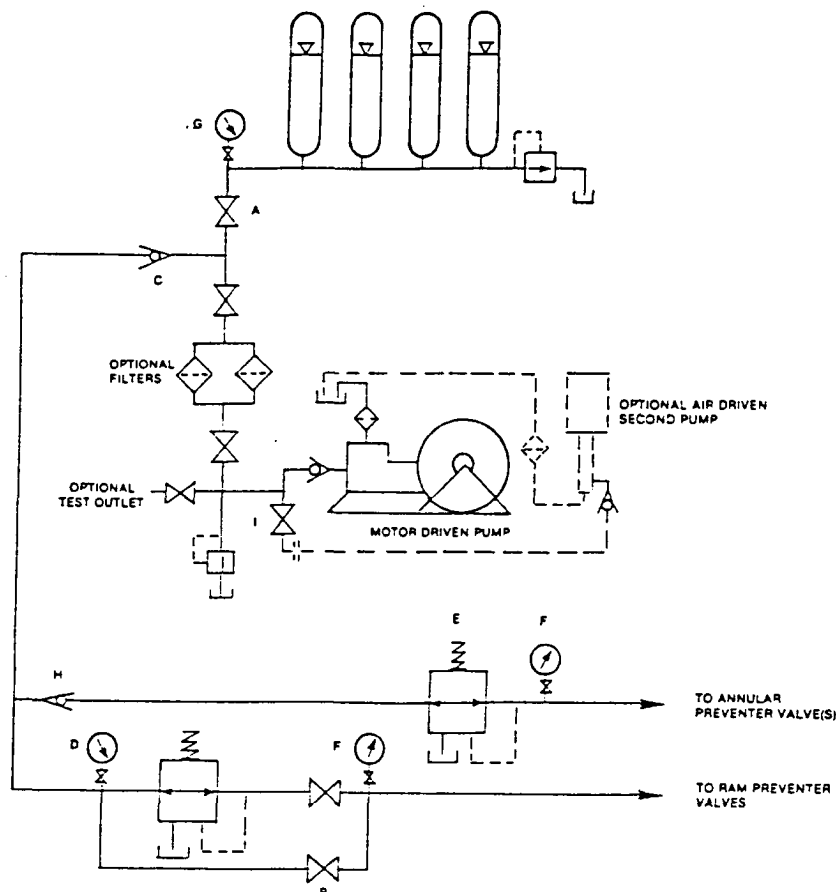 G
A
C
OPTIONAL
FILTERS
OPTIONAL AIR DRIVEN
SECOND PUMP
OPTIONAL
TEST OUTLET
I
MOTOR DRIVEN PUMP
E
F
H
TO ANNULAR
PREVENTER VALVE(S)
D
F
TO RAM PREVENTER
VALVES